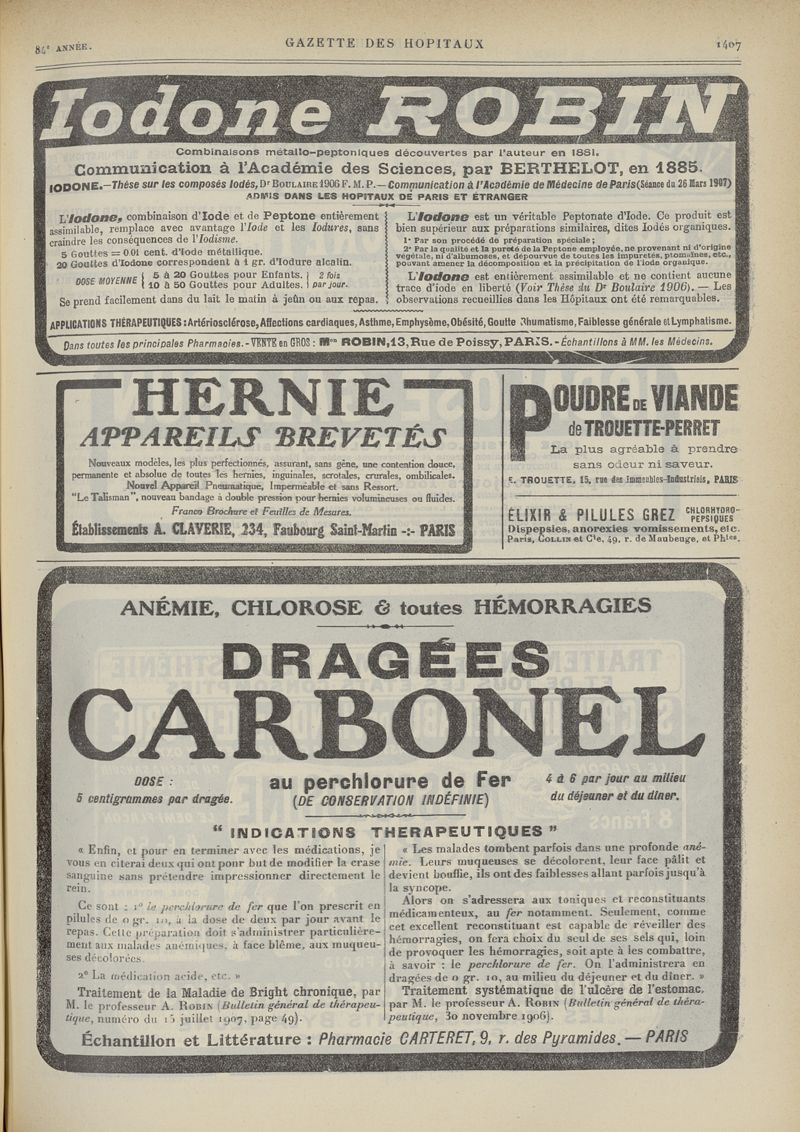 84e ANNÉE.
GAZETTE DES HOPITAUX
1407
Iodone ROBIN
Combinaisons métallo-peptoniques découvertes par l'auteur en 1881.
Communication à l'Académie des Sciences, par BERTHELOT, en 1885.
IODONE.—Thèse sur les composés Iodés, Dr BOULAIRE 1906 F. M. P.—Communication à l'Académie de Médecine de Paris (Séance du 26 Mars 1907)
ADMIS DANS LES HOPITAUX DE PARIS ET ÉTRANGER
L'Iodone, combinaison d'Iode et de Peptone entièrement
assimilable, remplace avec avantage l'Iode et les Iodures, sans
craindre les conséquences de l'Iodisme.
5 Gouttes = 0.01 cent. d'Iode métallique.
20 Gouttes d'Iodone correspondent à 1 gr. d'Iodure alcalin.
DOSE MOYENNE { 5 à 20 Gouttes pour Enfants. } 2 fois
10 à 50 Gouttes pour Adultes. } par jour.
Se prend facilement dans du lait le matin à jeûn ou aux repas.
L'Iodone est un véritable Peptonate d'Iode. Ce produit est
bien supérieur aux préparations similaires, dites Iodés organiques.
1° Par son procédé de préparation spéciale;
2° Par la qualité et la pureté de la Peptone employée, ne provenant ni d'origine
végétale, ni d'albumoses, et dépourvue de toutes les impuretés, ptomaïnes, etc.,
pouvant amener la décomposition et la précipitation de l'iode organique.
L'Iodone est entièrement assimilable et ne contient aucune
trace d'iode en liberté (Voir Thèse du Dr Boulaire 1906). — Les
observations recueillies dans les Hôpitaux ont été remarquables.
APPLICATIONS THÉRAPEUTIQUES: Artériosclérose, Affections cardiaques, Asthme, Emphysème, Obésité, Goutte Rhumatisme, Faiblesse générale et Lymphatisme.
Dans toutes les principales Pharmacies. - VENTE en GROS: Mon ROBIN, 13, Rue de Poissy, PARIS. - Échantillons à MM. les Médecins.
HERNIE
APPAREILS BREVETÉS
Nouveaux modèles, les plus perfectionnés, assurant, sans gêne, une contention douce,
permanente et absolue de toutes les hernies, inguinales, scrotales, crurales, ombilicales.
Nouvel Appareil Pneumatique, Imperméable et sans Ressort.
"Le Talisman", nouveau bandage à double pression pour hernies volumineuses ou fluides.
Franco Brochure et Feuilles de Mesures.
Établissements A. CLAVERIE, 234, Faubourg Saint-Martin -:- PARIS
POUDRE DE VIANDE
de TROUETTE-PERRET
La plus agréable à prendre
sans odeur ni saveur.
E. TROUETTE, 15, rue des Immeubles-Industriels, PARIS
ÉLIXIR & PILULES GREZ CHLORHYDRO-
PEPSIQUES
Dispepsies, anorexies vomissements, etc.
Paris, COLLIN et Cie, 49, r. de Maubeuge, et Phies.
ANÉMIE, CHLOROSE & toutes HÉMORRAGIES
DRAGÉES
CARBONEL
DOSE:
5 centigrammes par dragée.
au perchlorure de Fer
(DE CONSERVATION INDÉFINIE)
4 à 6 par jour au milieu
du déjeuner et du dîner.
" INDICATIONS THERAPEUTIQUES "
« Enfin, et pour en terminer avec les médications, je
vous en citerai deux qui ont pour but de modifier la crase
sanguine sans prétendre impressionner directement le
rein.
Ce sont : 1° le perchlorure de fer que l'on prescrit en
pilules de 0 gr. 10, à la dose de deux par jour avant le
repas. Cette préparation doit s'administrer particulière-
ment aux malades anémiques, à face blême, aux muqueu-
ses décolorées.
2° La médication acide, etc. »
Traitement de la Maladie de Bright chronique, par
M. le professeur A. ROBIN (Bulletin général de thérapeu-
tique, numéro du 15 juillet 1907, page 49).
« Les malades tombent parfois dans une profonde ané-
mie. Leurs muqueuses se décolorent, leur face pâlit et
devient bouffie, ils ont des faiblesses allant parfois jusqu'à
la syncope.
Alors on s'adressera aux toniques et reconstituants
médicamenteux, au fer notamment. Seulement, comme
cet excellent reconstituant est capable de réveiller des
hémorragies, on fera choix du seul de ses sels qui, loin
de provoquer les hémorragies, soit apte à les combattre,
à savoir : le perchlorure de fer. On l'administrera en
dragées de 0 gr. 10, au milieu du déjeuner et du dîner. »
Traitement systématique de l'ulcère de l'estomac,
par M. le professeur A. ROBIN (Bulletin général de théra-
peutique, 30 novembre 1906).
Échantillon et Littérature : Pharmacie CARTERET, 9, r. des Pyramides. — PARIS